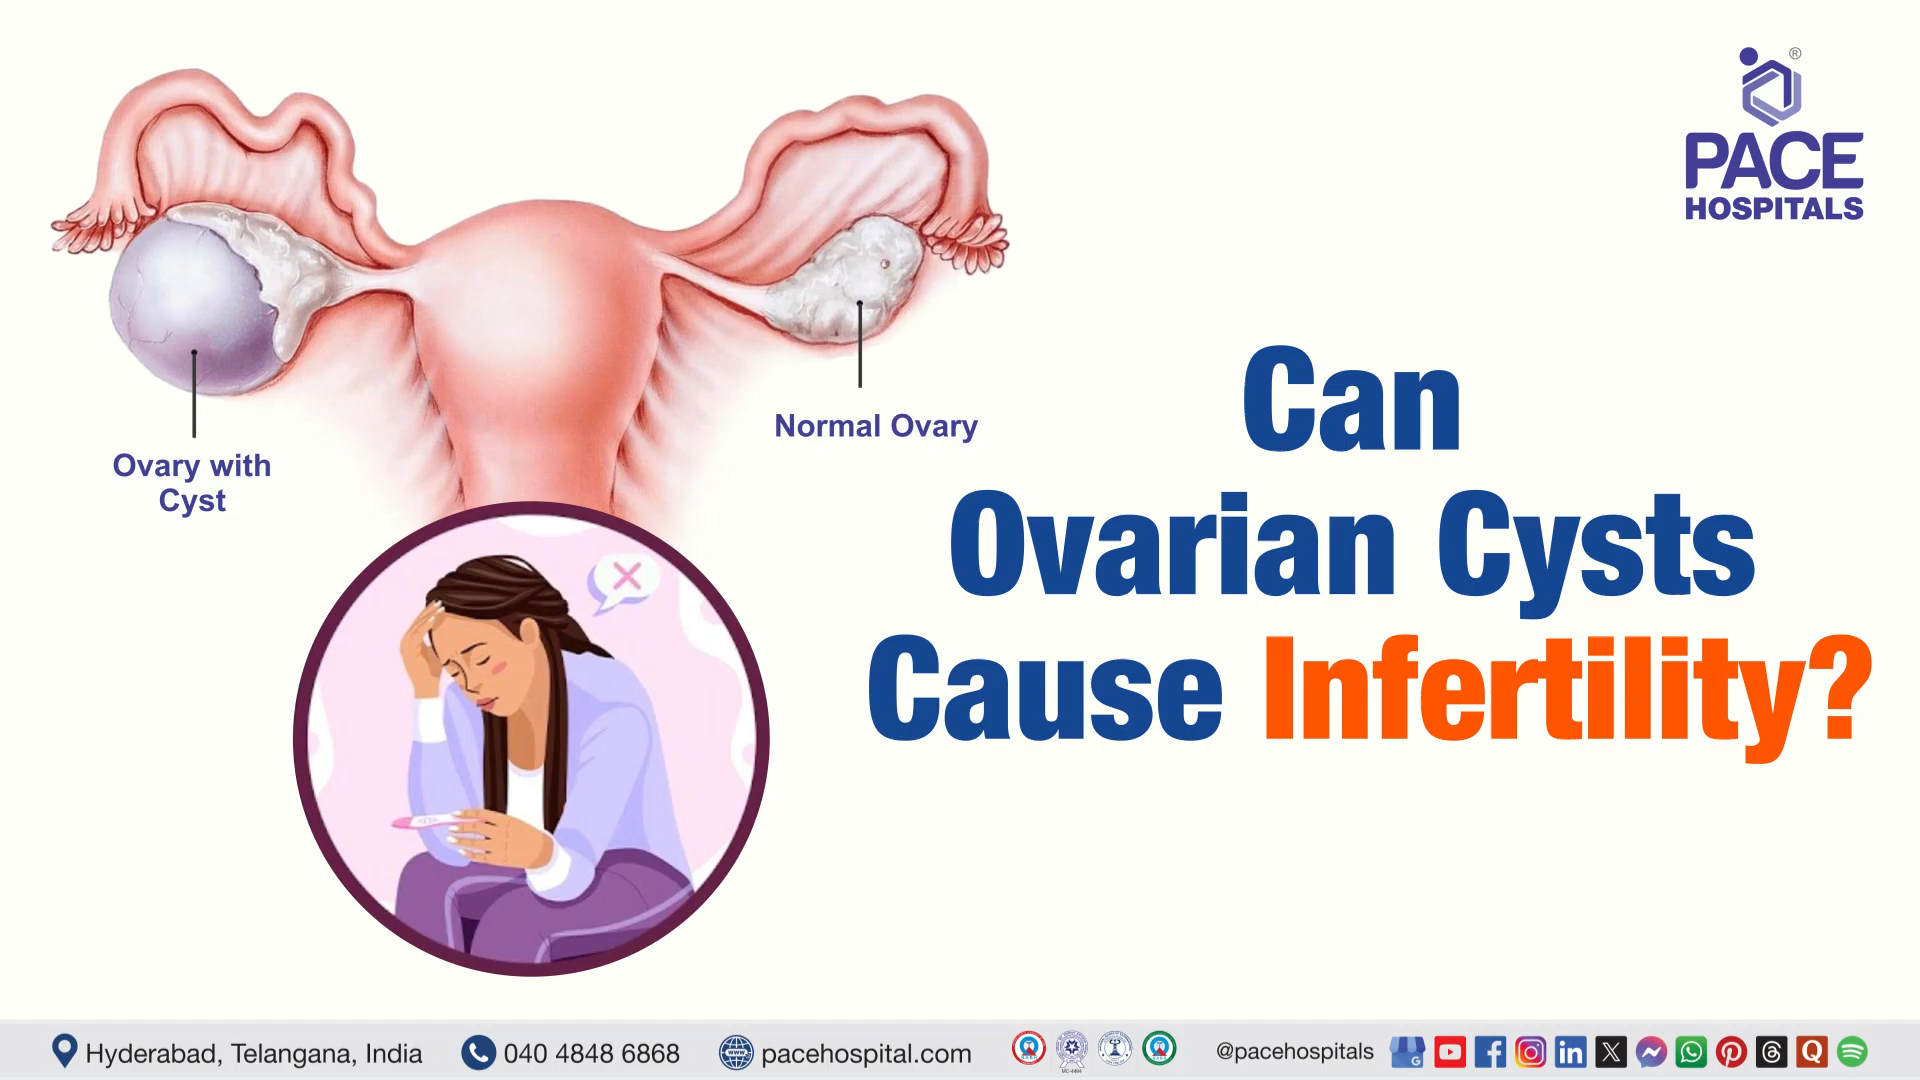 ®
PACE
HOSPITALS
Ovary with
Cyst
Normal Ovary
Can
Ovarian Cysts
Cause Infertility?
Hyderabad, Telangana, India
040 4848 6868
pacehospital.com
@pacehospitals